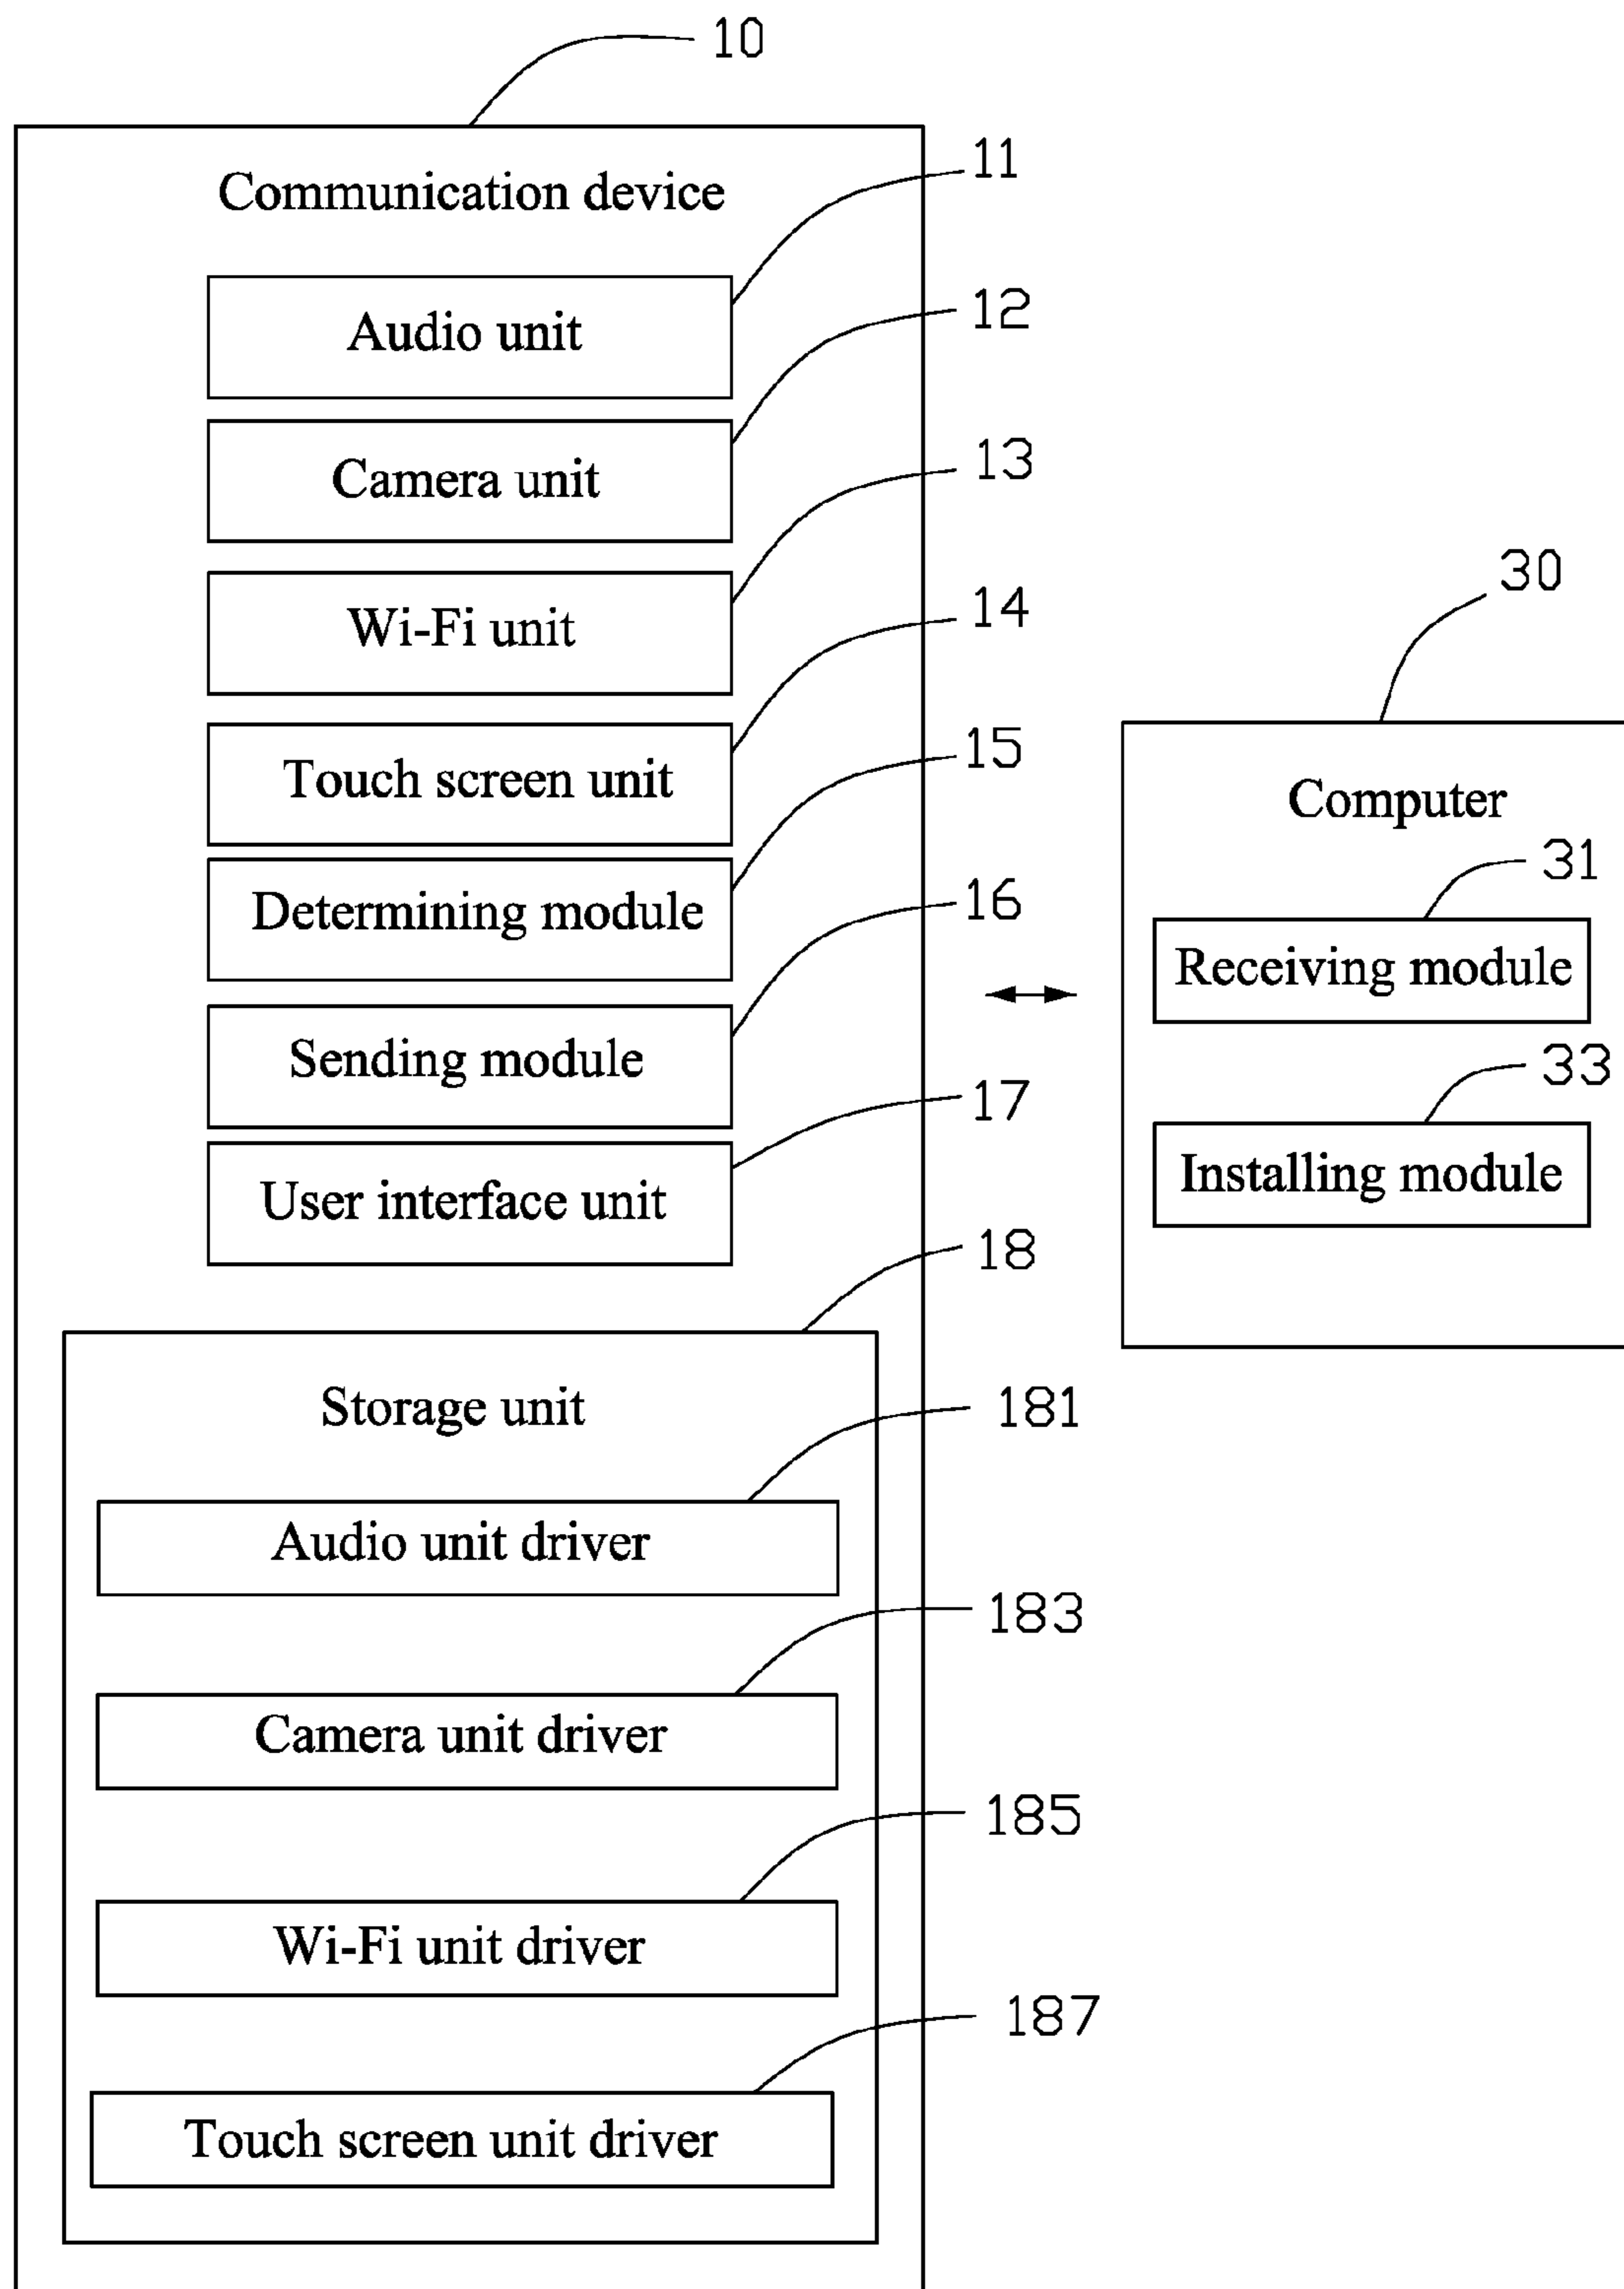 10
Communication device
11
Audio unit
12
Camera unit
13
Wi-Fi unit
14
Touch screen unit
15
Determining module
16
Sending module
17
User interface unit
18
Storage unit
181
Audio unit driver
183
Camera unit driver
185
Wi-Fi unit driver
187
Touch screen unit driver
30
Computer
31
Receiving module
33
Installing module